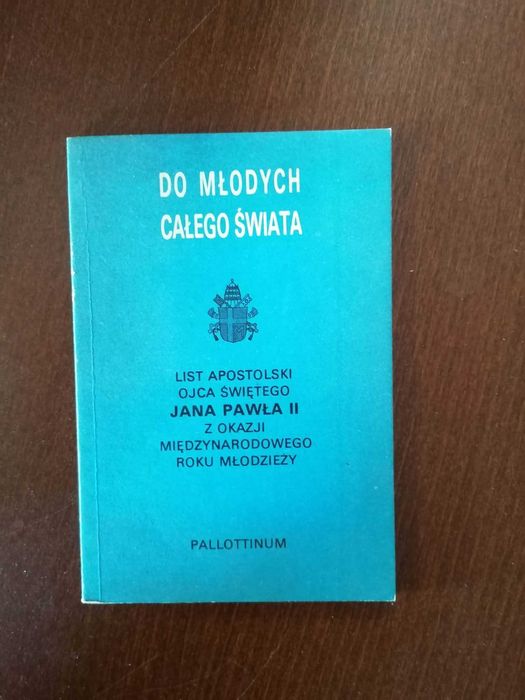 DO MŁODYCH
CAŁEGO ŚWIATA
LIST APOSTOLSKI
OJCA ŚWIĘTEGO
JANA PAWŁA II
Z OKAZJI
MIĘDZYNARODOWEGO
ROKU MŁODZIEŻY
PALLOTTINUM